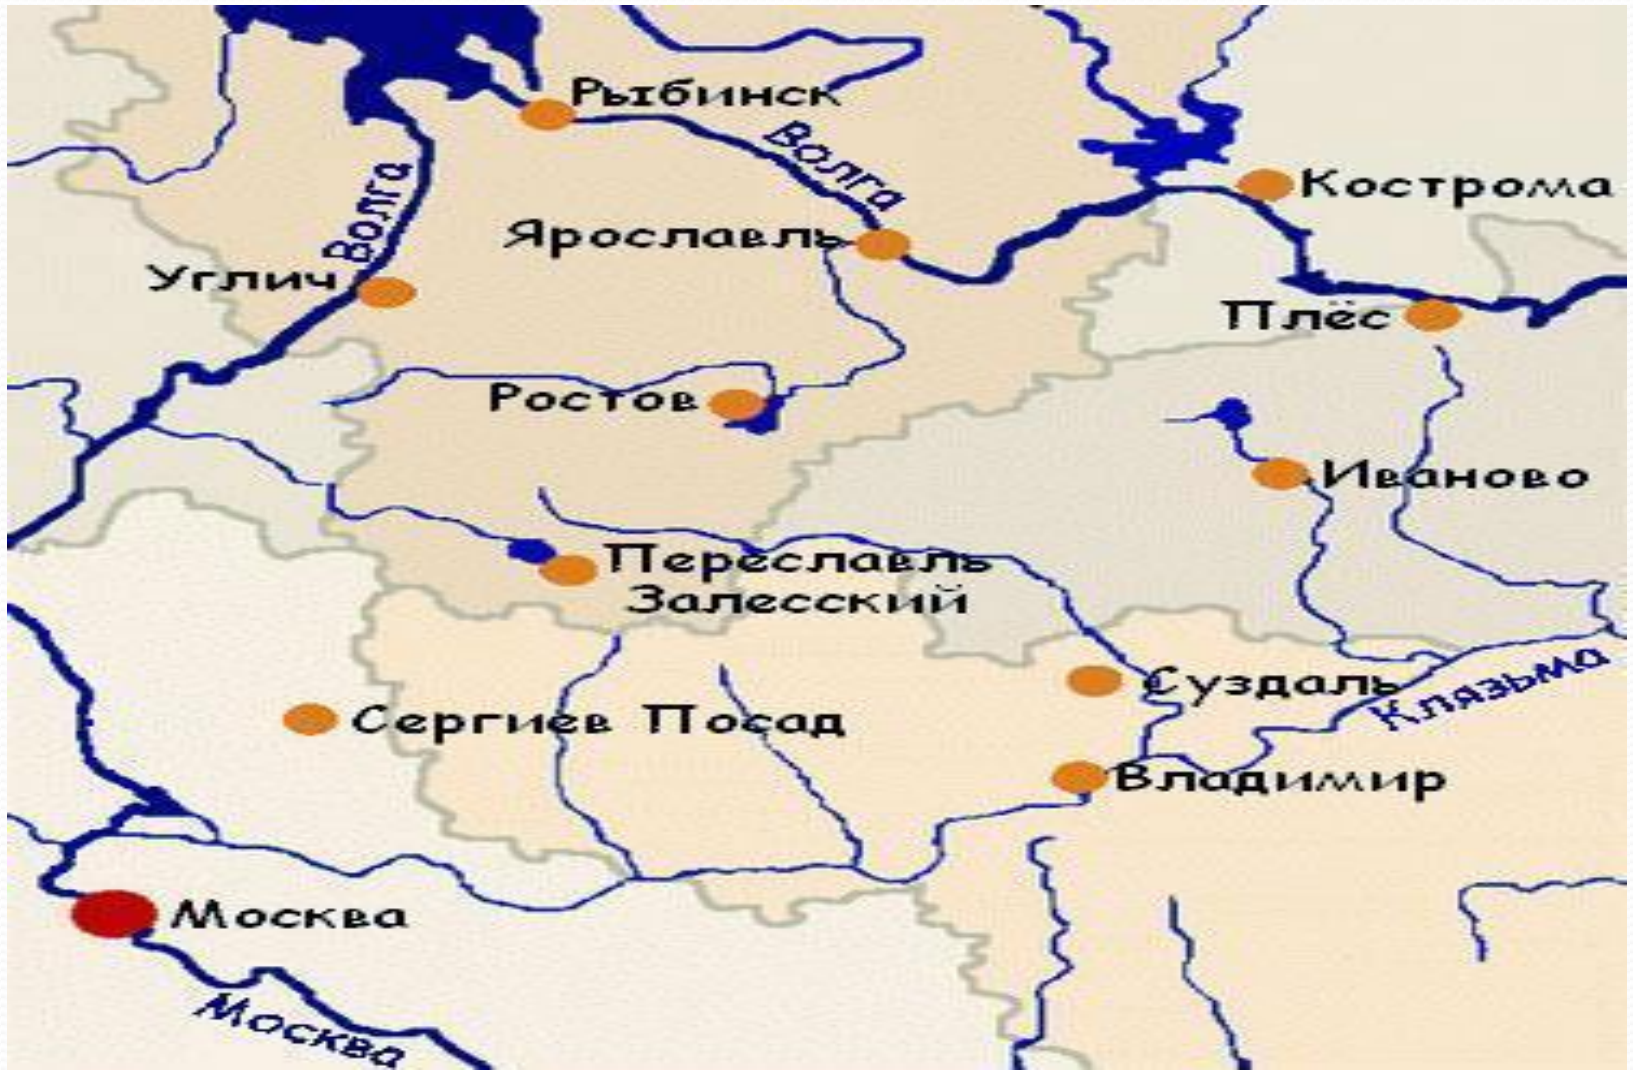 Рыбинск
Волга
Волга
Кострома
Ярославль
Углич
Плёс
Ростов
Иваново
Переславль
Залесский
Суздаль
Клязьма
Сергиев Посад
Владимир
Москва
Москва